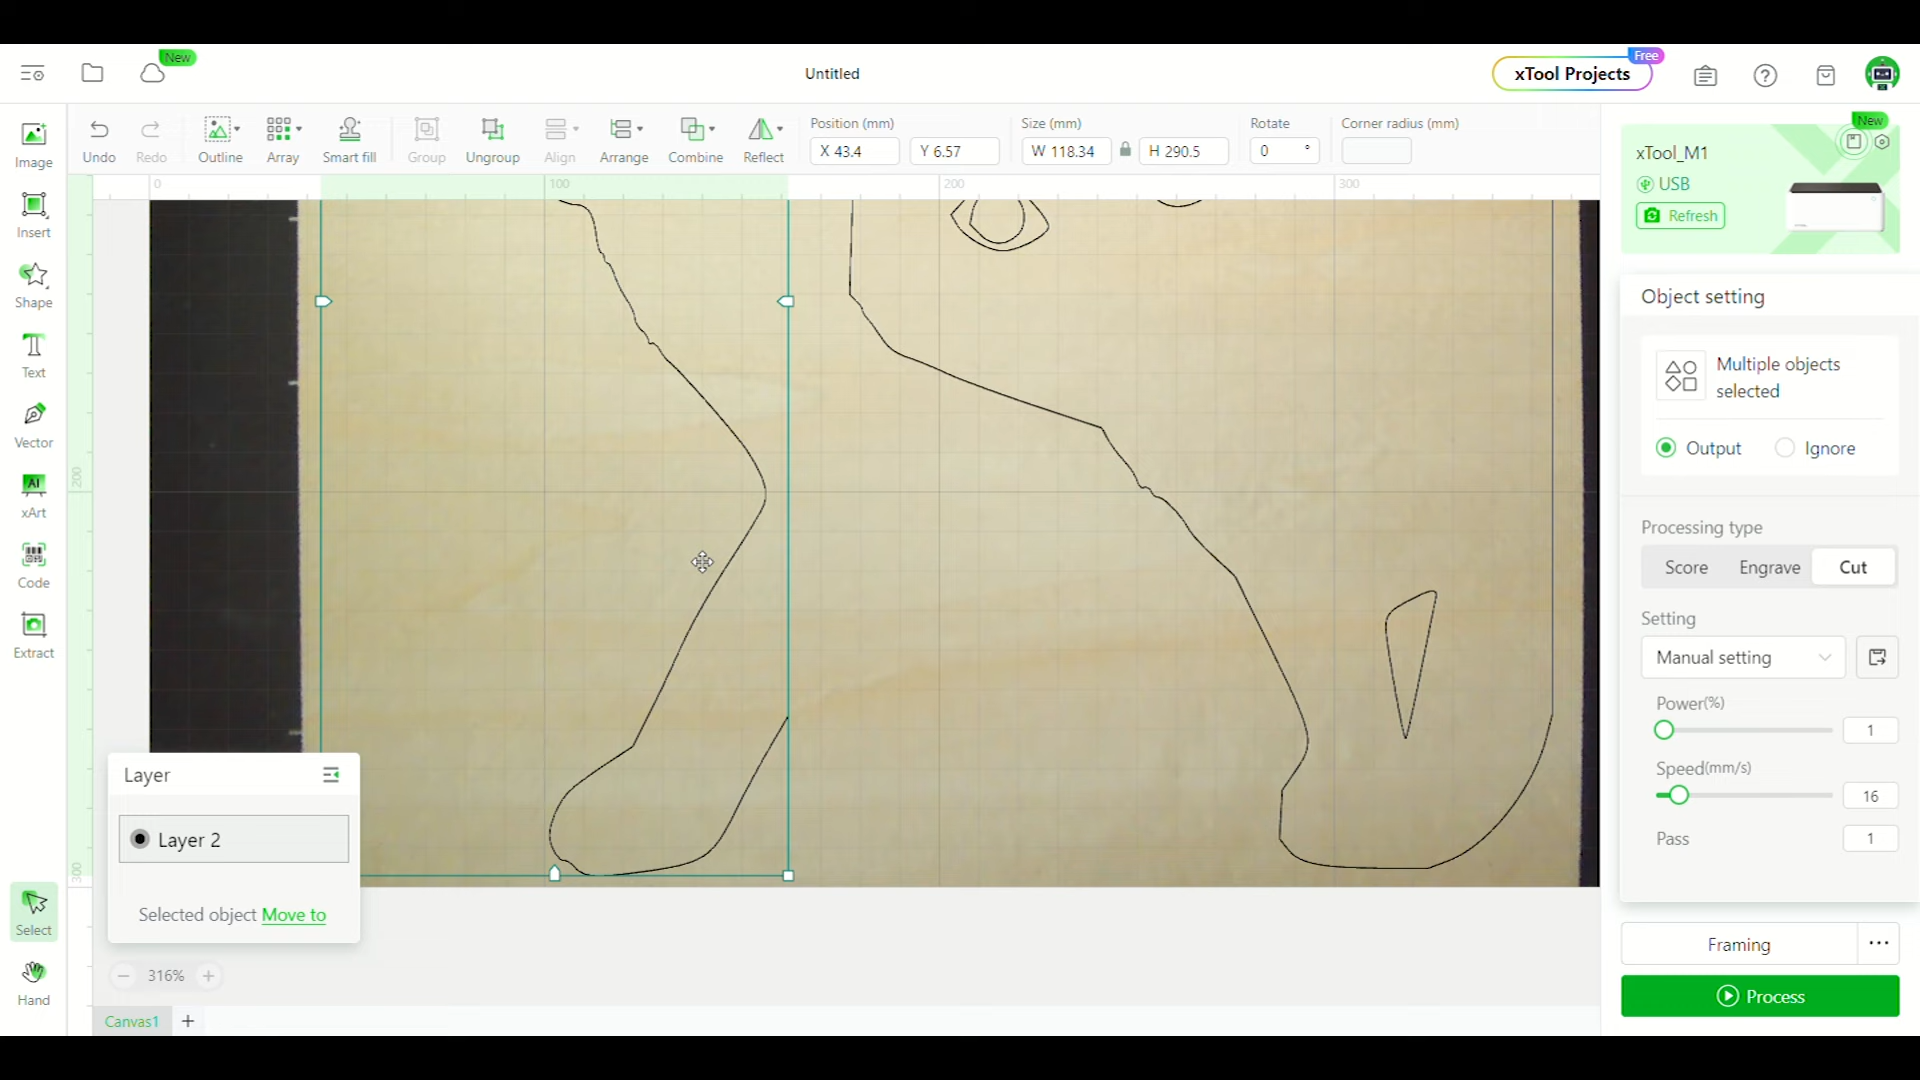 New
Untitled
Free
xTool Projects
Undo
Redo
Outline
Array
Smart fill
Group
Ungroup
Align
Arrange
Combine
Reflect
Position (mm)
X 43.4
Y 6.57
Size (mm)
W 118.34
H 290.5
Rotate
0 °
Corner radius (mm)
Image
Insert
Shape
Text
Vector
AI
xArt
Code
Extract
Select
Hand
0
100
200
300
200
300
New
xTool_M1
USB
Refresh
Object setting
Multiple objects
selected
Output
Ignore
Processing type
Score
Engrave
Cut
Setting
Manual setting
Power(%)
1
Speed(mm/s)
16
Pass
1
Framing
Process
Layer
Layer 2
Selected object Move to
316%
Canvas1